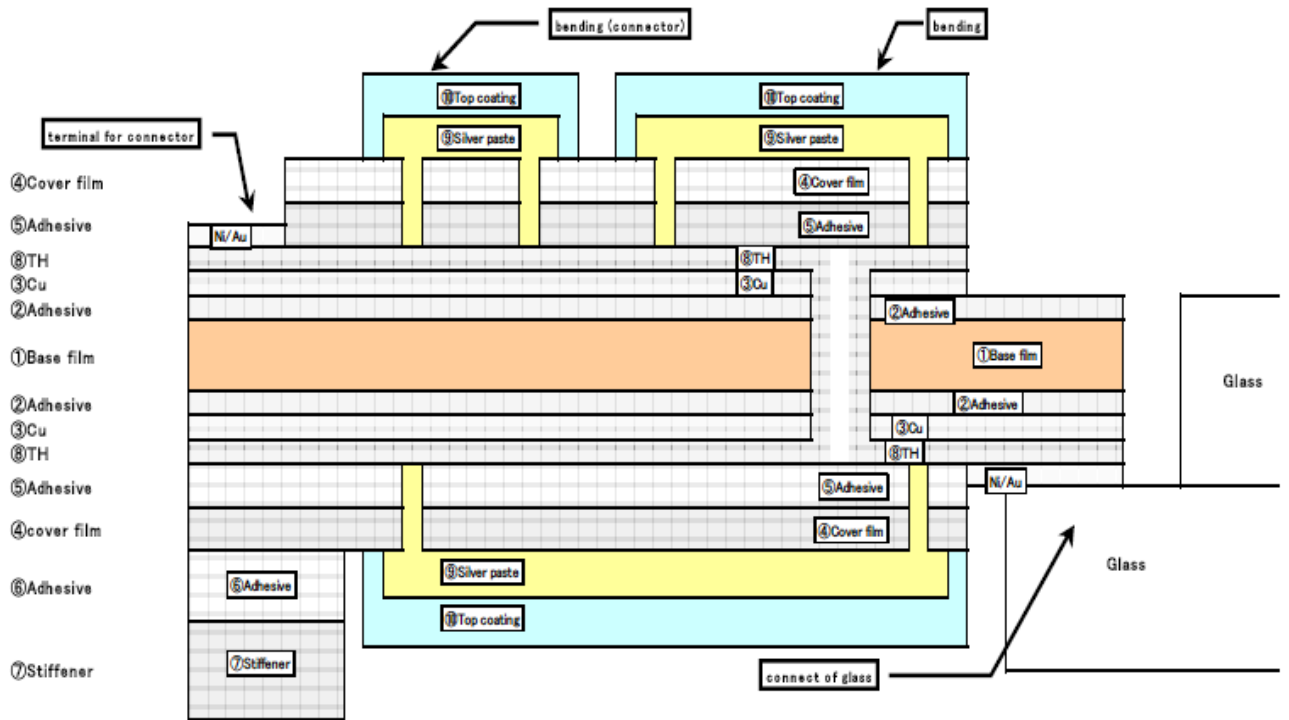 bending (connector)
bending
⑩Top coating
⑩Top coating
terminal for connector
⑨Silver paste
⑨Silver paste
④Cover film
④Cover film
⑤Adhesive
Ni/Au
⑤Adhesive
⑧TH
⑧TH
③Cu
③Cu
②Adhesive
②Adhesive
①Base film
①Base film
Glass
②Adhesive
②Adhesive
③Cu
③Cu
⑧TH
⑧TH
⑤Adhesive
⑤Adhesive
Ni/Au
④cover film
④Cover film
Glass
⑥Adhesive
⑥Adhesive
⑨Silver paste
⑩Top coating
⑦Stiffener
⑦Stiffener
connect of glass